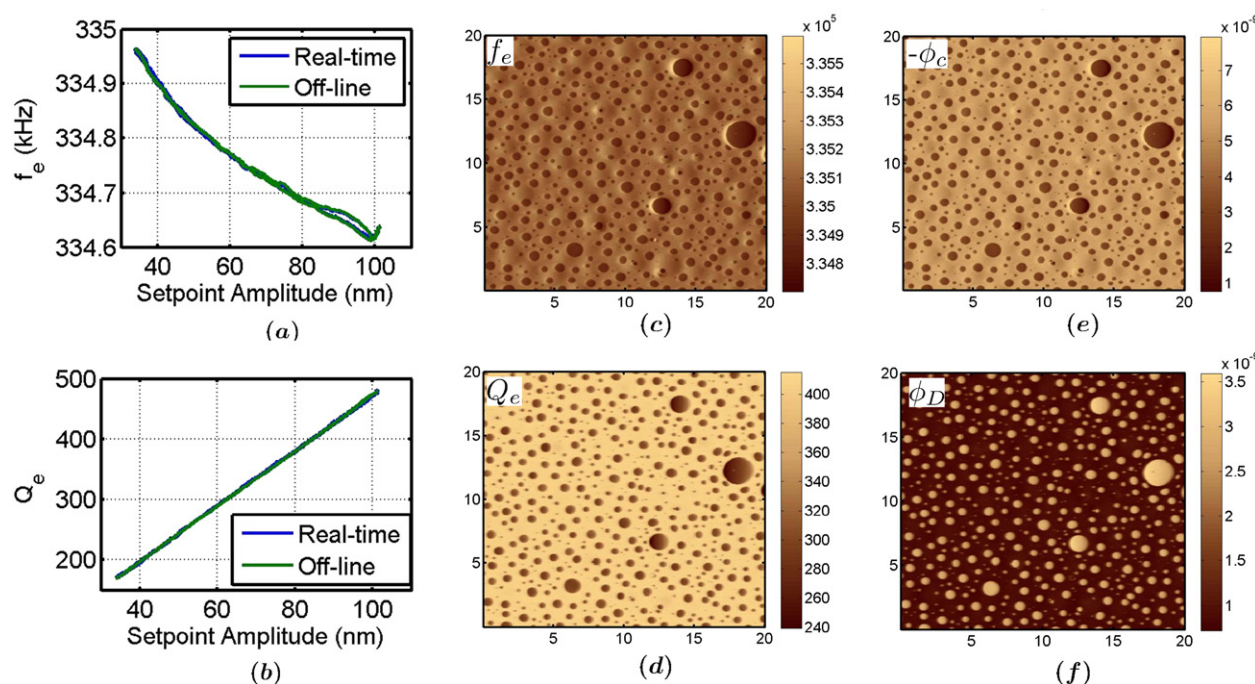 335
334.9
334.8
334.7
334.6
f_e (kHz)
Real-time
Off-line
40 60 80 100
Setpoint Amplitude (nm)
(a)
500
400
300
200
Q_e
Real-time
Off-line
40 60 80 100
Setpoint Amplitude (nm)
(b)
f_e
20
15
10
5
5 10 15 20
x 10^5
3.355
3.354
3.353
3.352
3.351
3.35
3.349
3.348
(c)
Q_e
20
15
10
5
5 10 15 20
400
380
360
340
320
300
280
260
240
(d)
-ϕ_c
20
15
10
5
5 10 15 20
x 10^-9
7
6
5
4
3
2
1
(e)
ϕ_D
20
15
10
5
5 10 15 20
3.5
3
2.5
2
1.5
1
(f)